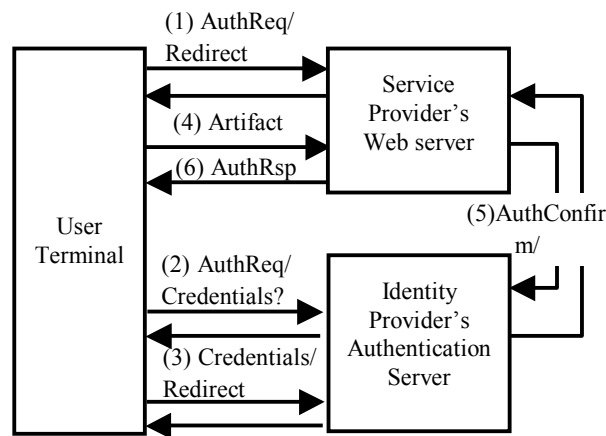 (1) AuthReq/
Redirect
Service
Provider's
Web server
(4) Artifact
(6) AuthRsp
User
Terminal
(5)AuthConfir
m/
(2) AuthReq/
Credentials?
Identity
Provider's
Authentication
Server
(3) Credentials/
Redirect